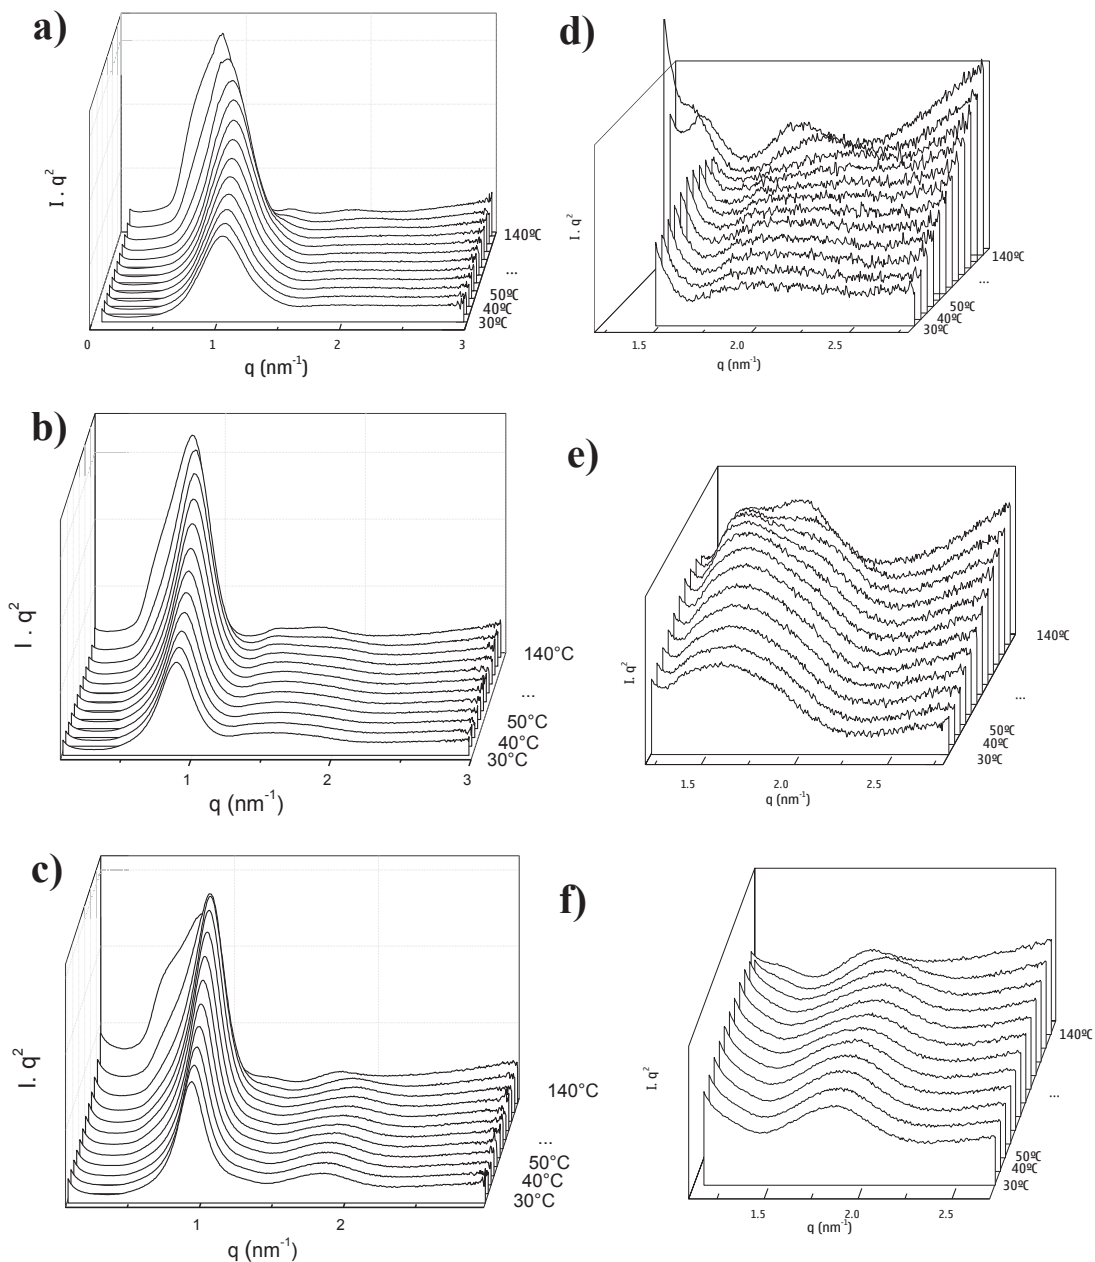 a)
I . q²
140ºC
...
50ºC
40ºC
30ºC
0
1
2
3
q (nm⁻¹)
d)
I. q²
140ºC
...
50ºC
40ºC
30ºC
1.5
2.0
2.5
q (nm⁻¹)
b)
I . q²
140°C
...
50°C
40°C
30°C
1
2
3
q (nm⁻¹)
e)
I. q²
140ºC
...
50ºC
40ºC
30ºC
1.5
2.0
2.5
q (nm⁻¹)
c)
I. q²
140°C
...
50°C
40°C
30°C
1
2
q (nm⁻¹)
f)
I. q²
140ºC
...
50ºC
40ºC
30ºC
1.5
2.0
2.5
q (nm⁻¹)